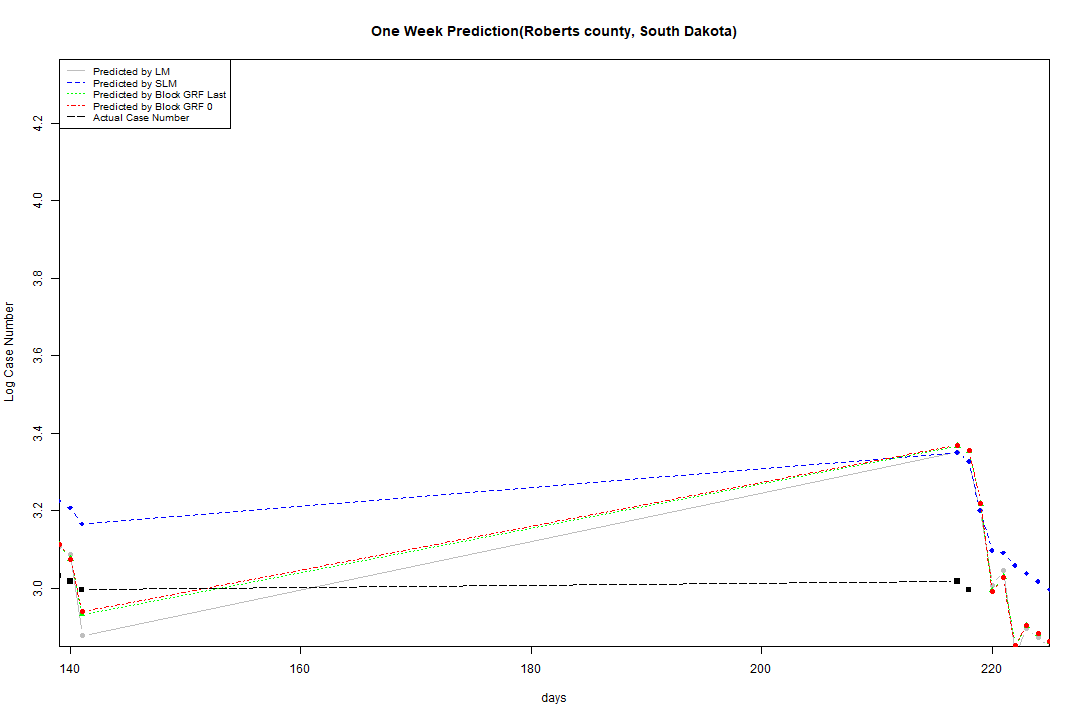 One Week Prediction(Roberts county, South Dakota)
Predicted by LM
Predicted by SLM
Predicted by Block GRF Last
Predicted by Block GRF 0
Actual Case Number
4.2
4.0
3.8
3.6
3.4
3.2
3.0
Log Case Number
140 160 180 200 220
days